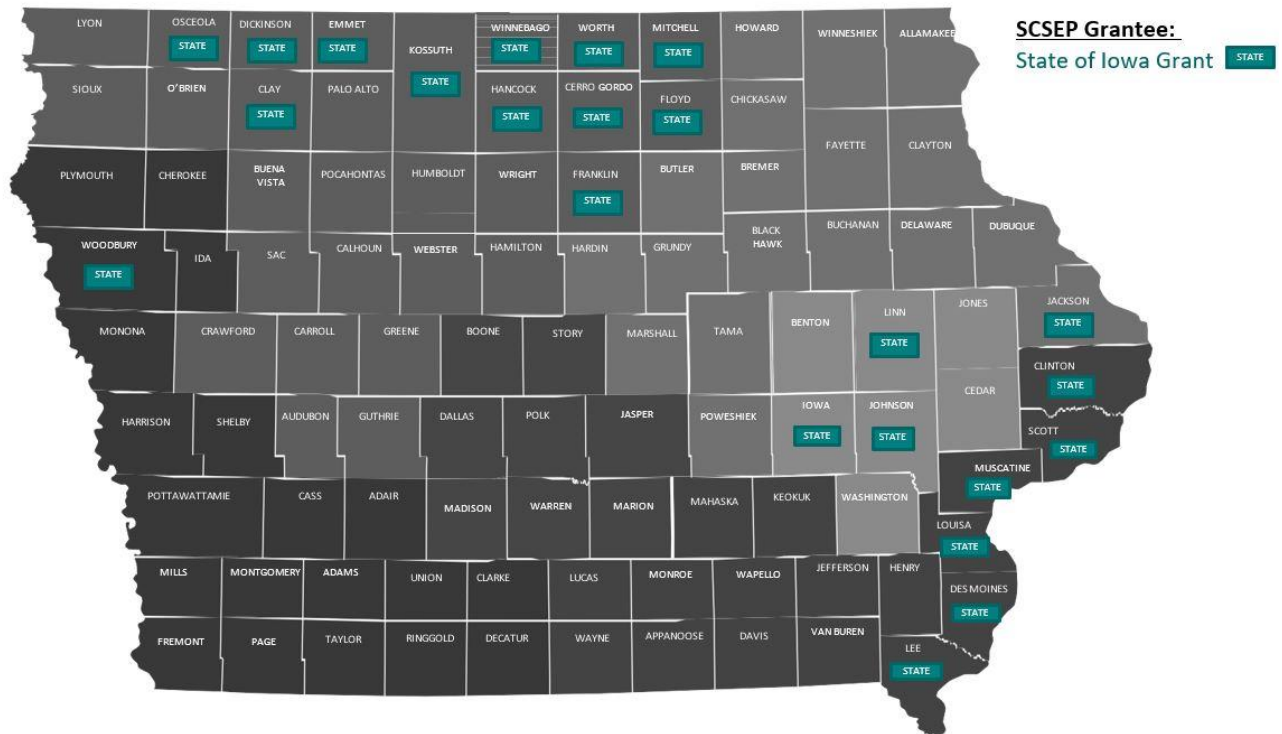 SCSEP Grantee:
State of Iowa Grant STATE
LYON
OSCEOLA
STATE
DICKINSON
STATE
EMMET
STATE
KOSSUTH
STATE
WINNEBAGO
STATE
WORTH
STATE
MITCHELL
STATE
HOWARD
WINNESHIEK
ALLAMAKEE
SIOUX
O'BRIEN
CLAY
STATE
PALO ALTO
HANCOCK
STATE
CERRO GORDO
STATE
FLOYD
STATE
CHICKASAW
FAYETTE
CLAYTON
PLYMOUTH
CHEROKEE
BUENA
VISTA
POCAHONTAS
HUMBOLDT
WRIGHT
FRANKLIN
STATE
BUTLER
BREMER
WOODBURY
STATE
IDA
SAC
CALHOUN
WEBSTER
HAMILTON
HARDIN
GRUNDY
BLACK
HAWK
BUCHANAN
DELAWARE
DUBUQUE
MONONA
CRAWFORD
CARROLL
GREENE
BOONE
STORY
MARSHALL
TAMA
BENTON
LINN
STATE
JONES
JACKSON
STATE
CLINTON
STATE
HARRISON
SHELBY
AUDUBON
GUTHRIE
DALLAS
POLK
JASPER
POWESHIEK
IOWA
STATE
JOHNSON
STATE
CEDAR
SCOTT
STATE
MUSCATINE
STATE
POTTAWATTAMIE
CASS
ADAIR
MADISON
WARREN
MARION
MAHASKA
KEOKUK
WASHINGTON
LOUISA
STATE
MILLS
MONTGOMERY
ADAMS
UNION
CLARKE
LUCAS
MONROE
WAPELLO
JEFFERSON
HENRY
DES MOINES
STATE
FREMONT
PAGE
TAYLOR
RINGGOLD
DECATUR
WAYNE
APPANOOSE
DAVIS
VAN BUREN
LEE
STATE